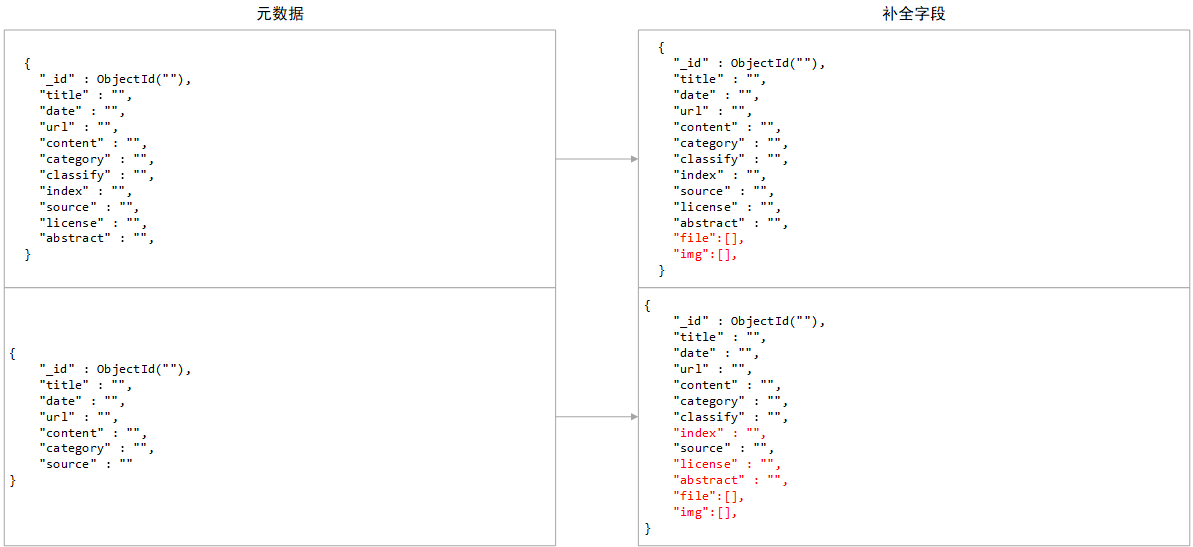 元数据
{
"_id" : ObjectId(""),
"title" : "",
"date" : "",
"url" : "",
"content" : "",
"category" : "",
"classify" : "",
"index" : "",
"source" : "",
"license" : "",
"abstract" : "",
}
{
"_id" : ObjectId(""),
"title" : "",
"date" : "",
"url" : "",
"content" : "",
"category" : "",
"source" : ""
}
补全字段
{
"_id" : ObjectId(""),
"title" : "",
"date" : "",
"url" : "",
"content" : "",
"category" : "",
"classify" : "",
"index" : "",
"source" : "",
"license" : "",
"abstract" : "",
"file":[],
"img":[],
}
{
"_id" : ObjectId(""),
"title" : "",
"date" : "",
"url" : "",
"content" : "",
"category" : "",
"classify" : "",
"index" : "",
"source" : "",
"license" : "",
"abstract" : "",
"file":[],
"img":[],
}